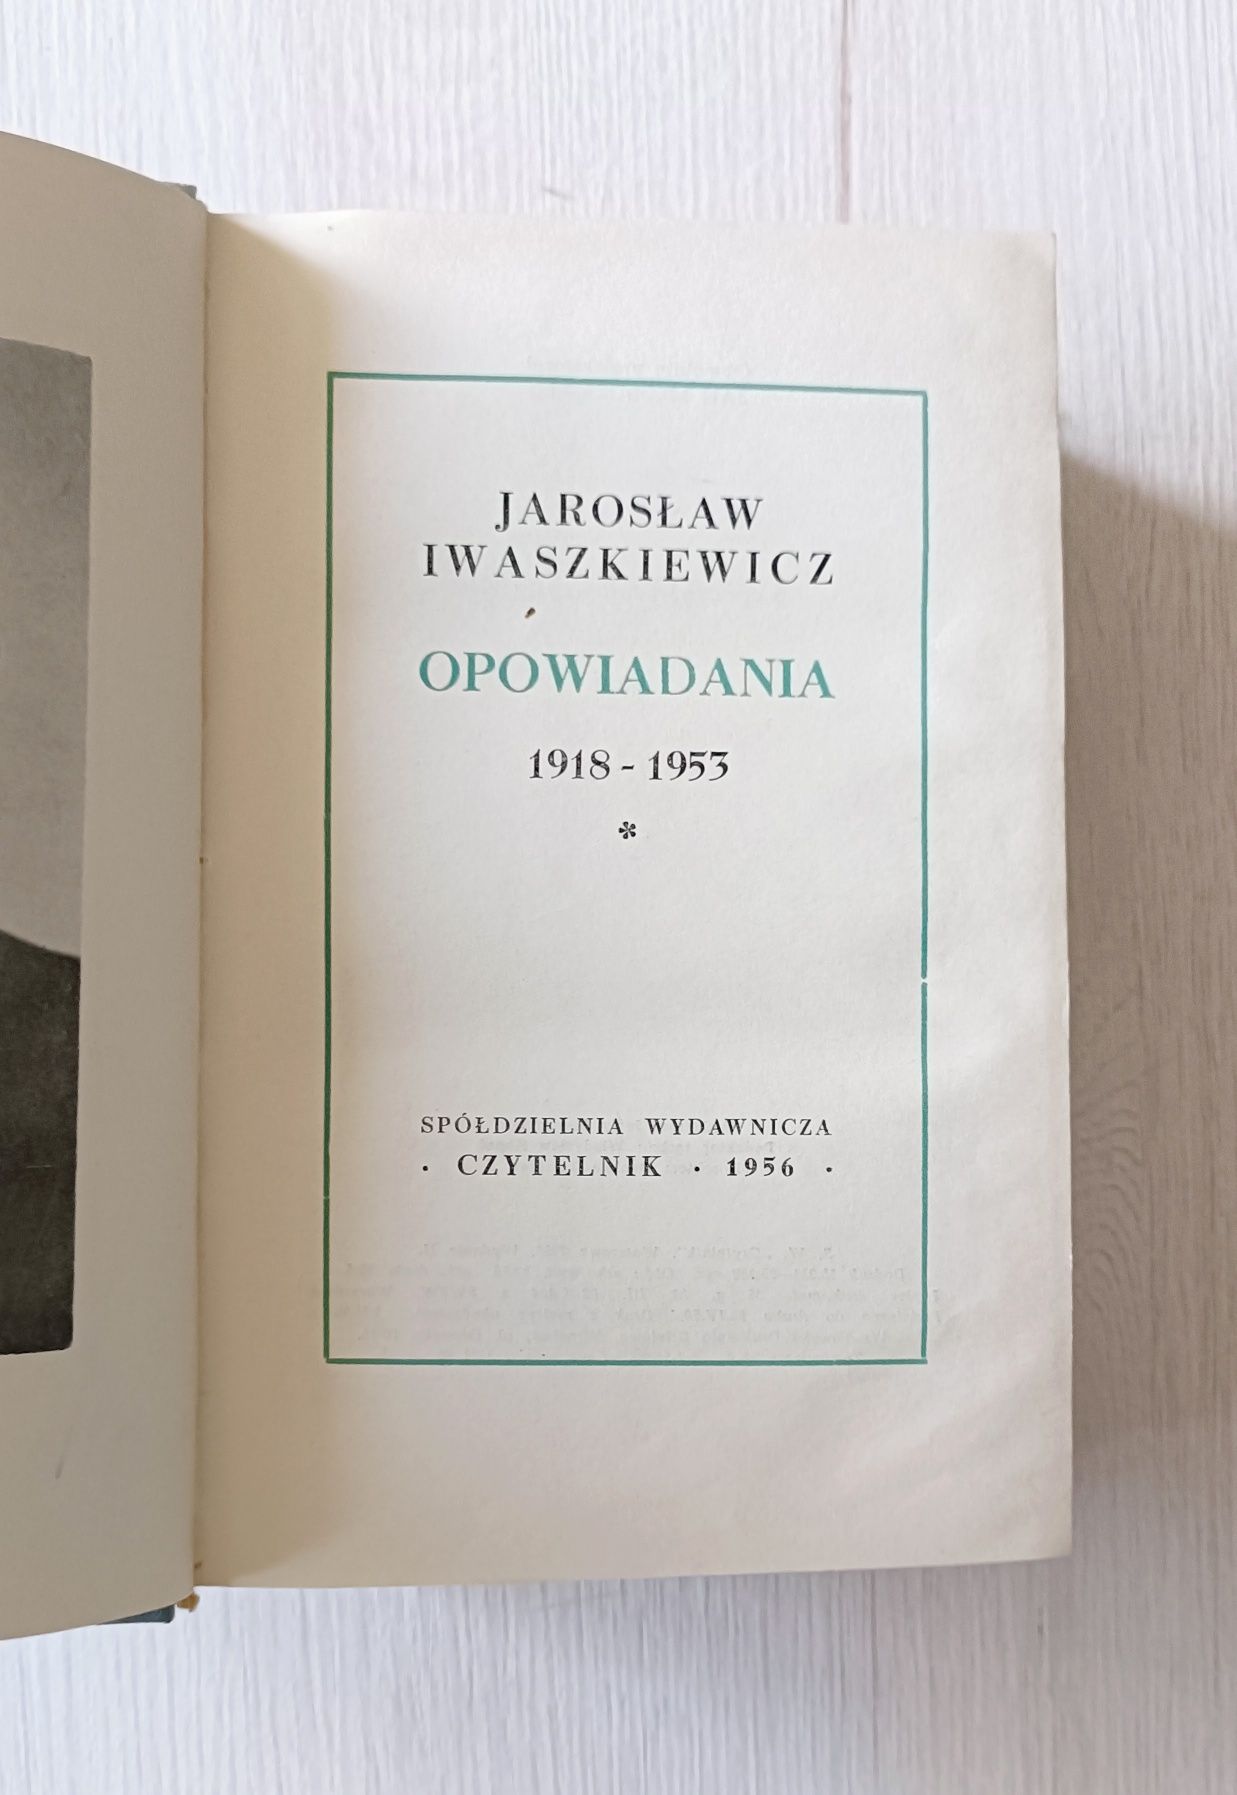 JAROSŁAW
IWASZKIEWICZ
OPOWIADANIA
1918 - 1953
*
SPÓŁDZIELNIA WYDAWNICZA
· CZYTELNIK · 1956 ·